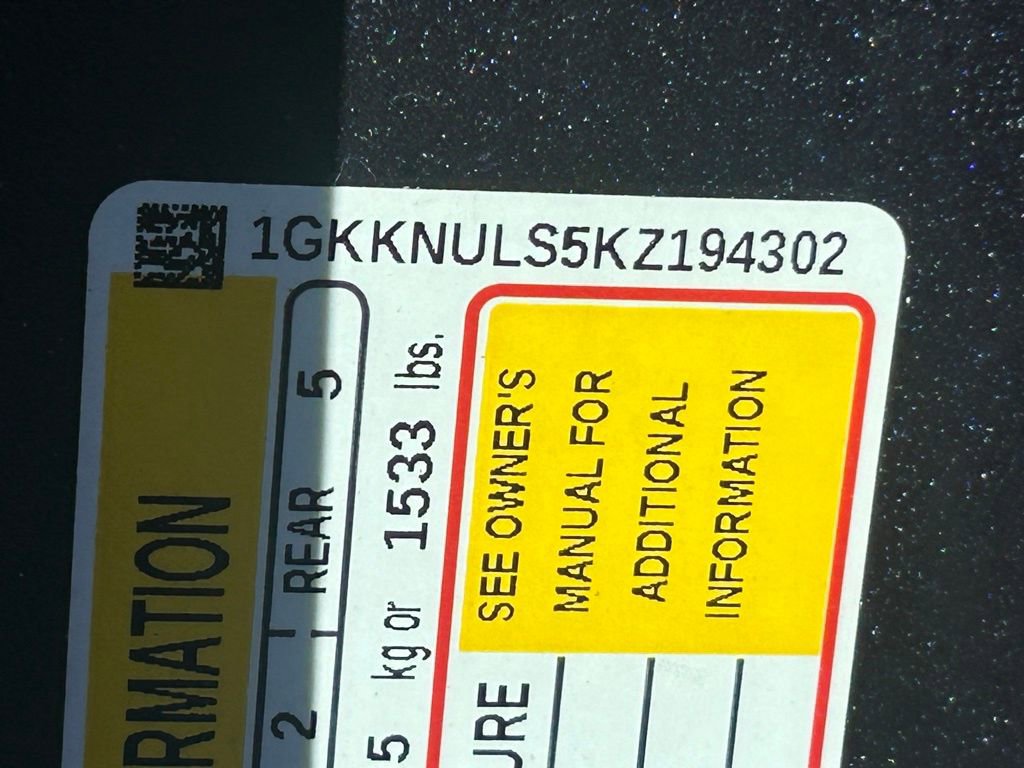 1GKKNULS5KZ194302
RMATION
2 REAR 5
5 kg or 1533 lbs.
URE
SEE OWNER'S
MANUAL FOR
ADDITIONAL
INFORMATION